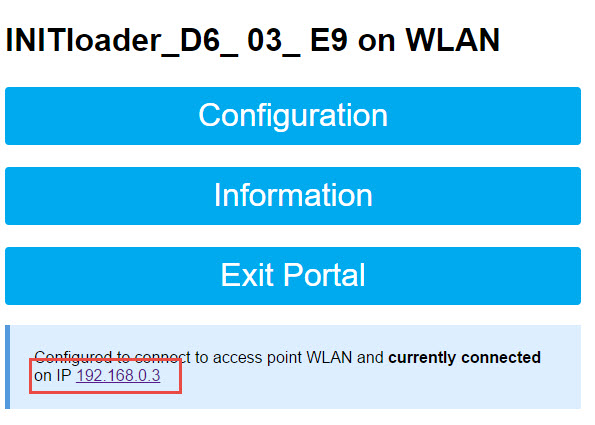 INITloader_D6_ 03_ E9 on WLAN
Configuration
Information
Exit Portal
Configured to connect to access point WLAN and currently connected
on IP 192.168.0.3